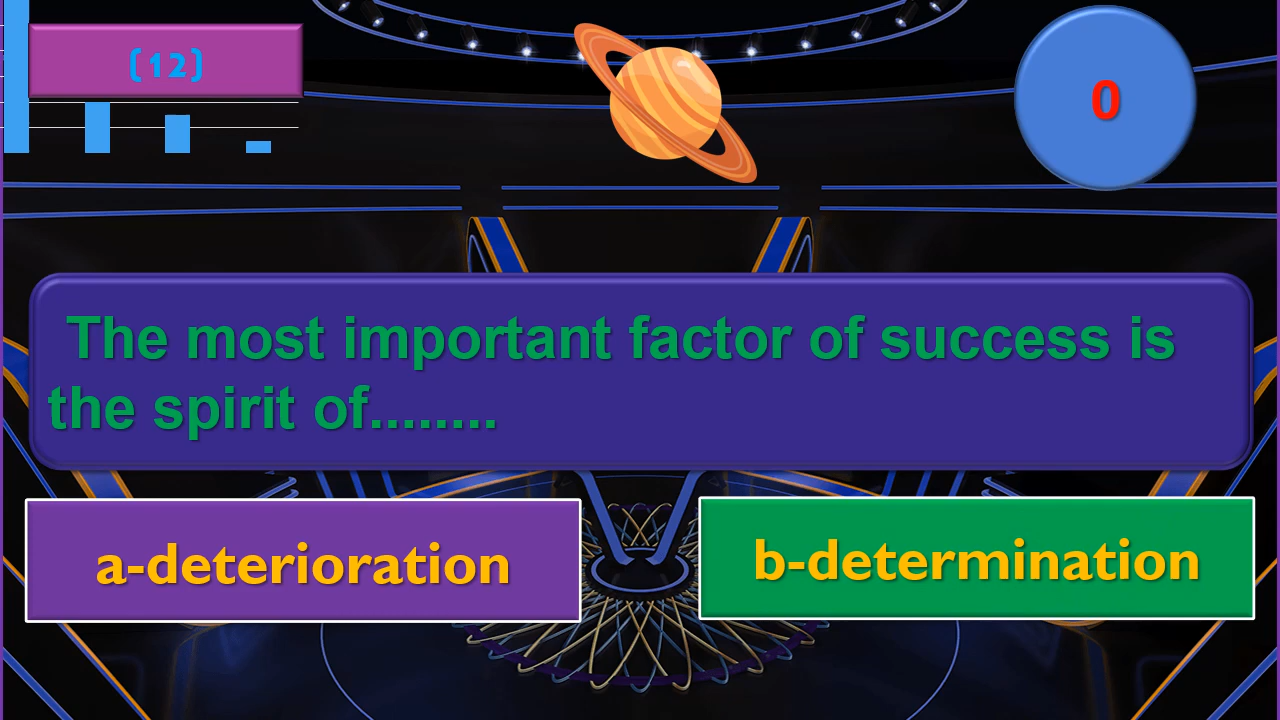 (12)
0
The most important factor of success is
the spirit of........
a-deterioration
b-determination